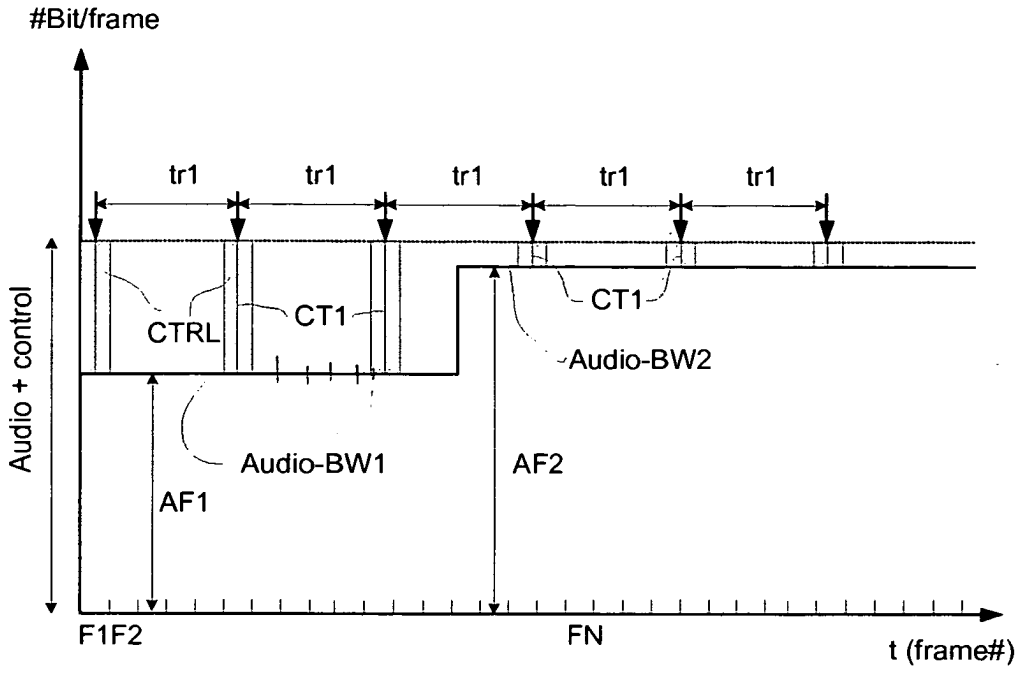 #Bit/frame
tr1 tr1 tr1 tr1 tr1
CTRL CT1 CT1
Audio-BW2
Audio + control
Audio-BW1 AF2
AF1
F1F2 FN
t (frame#)